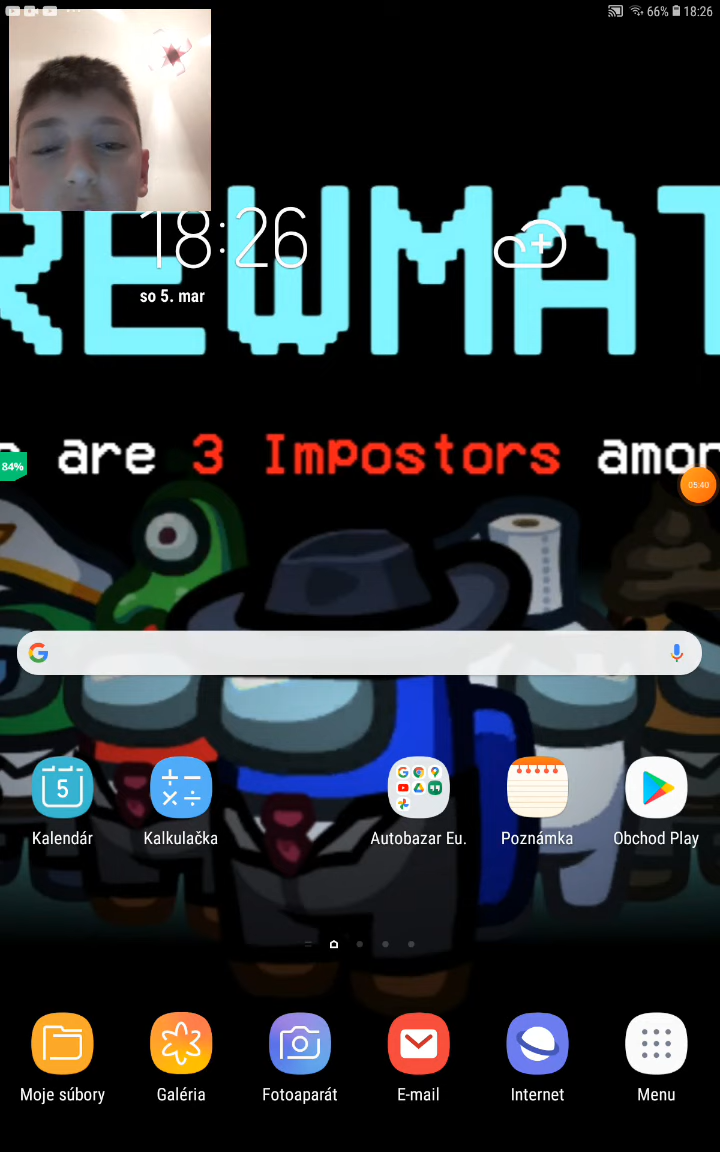 66% 18:26
REWMAT
18:26
so 5. mar
are 3 Impostors amon
84%
05:40
G
5
Kalendár Kalkulačka Autobazar Eu. Poznámka Obchod Play
Moje súbory Galéria Fotoaparát E-mail Internet Menu